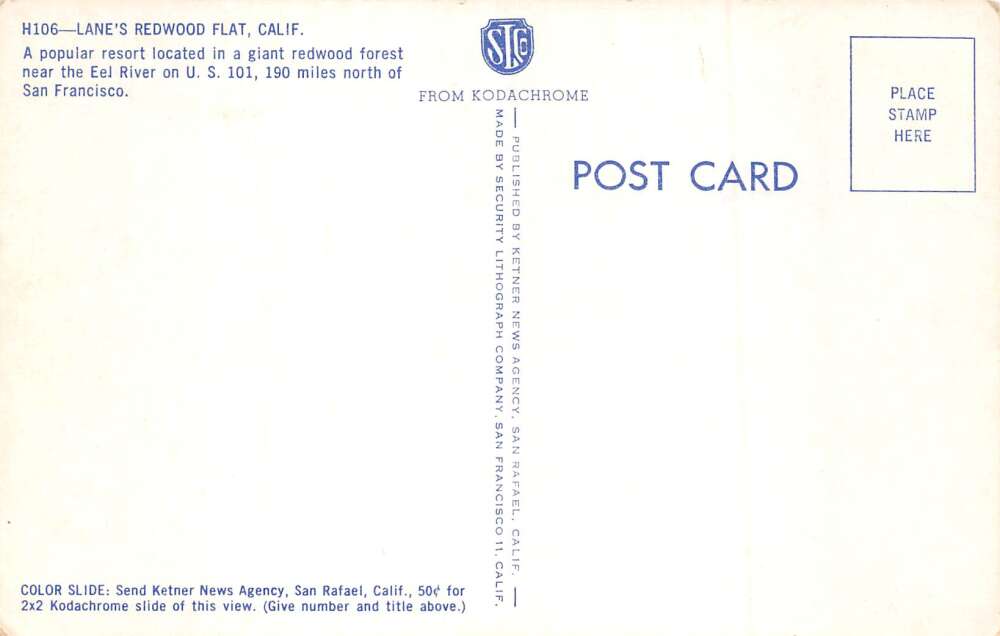 H106—LANE'S REDWOOD FLAT, CALIF.
A popular resort located in a giant redwood forest
near the Eel River on U. S. 101, 190 miles north of
San Francisco.
FROM KODACHROME
PUBLISHED BY KETNER NEWS AGENCY, SAN RAFAEL, CALIF.
MADE BY SECURITY LITHOGRAPH COMPANY, SAN FRANCISCO 11, CALIF.
POST CARD
PLACE
STAMP
HERE
COLOR SLIDE: Send Ketner News Agency, San Rafael, Calif., 50¢ for
2x2 Kodachrome slide of this view. (Give number and title above.)